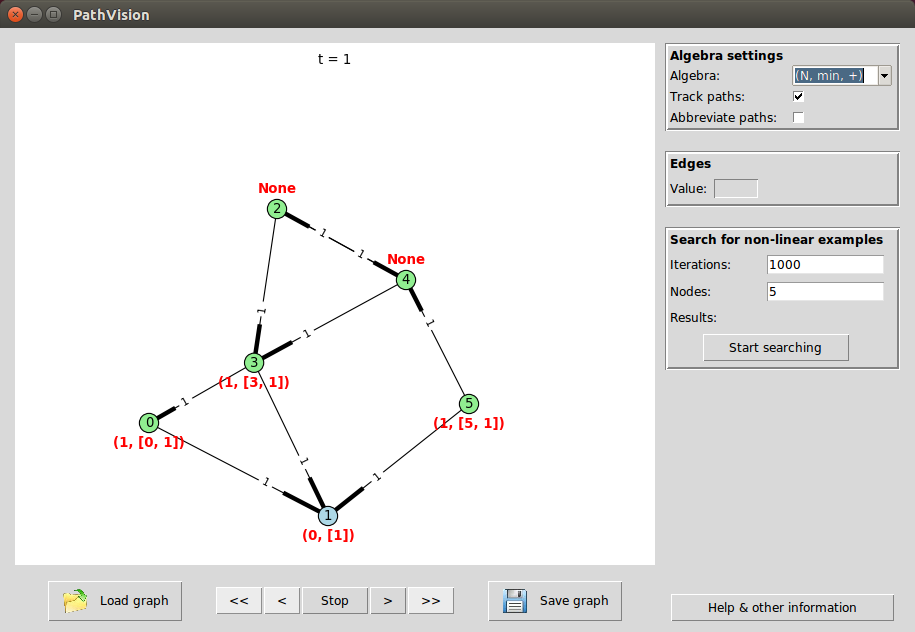 PathVision
t = 1
None
2
1
1
None
4
1
1
1
3
(1, [3, 1])
1
0
(1, [0, 1])
5
(1, [5, 1])
1
1
1
1
(0, [1])
Algebra settings
Algebra: (N, min, +)
Track paths:
Abbreviate paths:
Edges
Value:
Search for non-linear examples
Iterations: 1000
Nodes: 5
Results:
Start searching
Load graph
<< < Stop > >>
Save graph
Help & other information